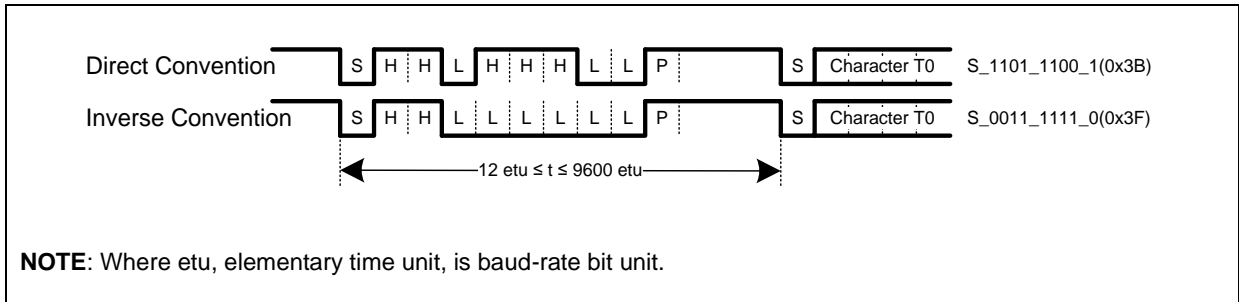 Direct Convention S H H L H H H L L P S Character T0 S_1101_1100_1(0x3B)
Inverse Convention S H H L L L L L L P S Character T0 S_0011_1111_0(0x3F)
12 etu ≤ t ≤ 9600 etu
NOTE: Where etu, elementary time unit, is baud-rate bit unit.